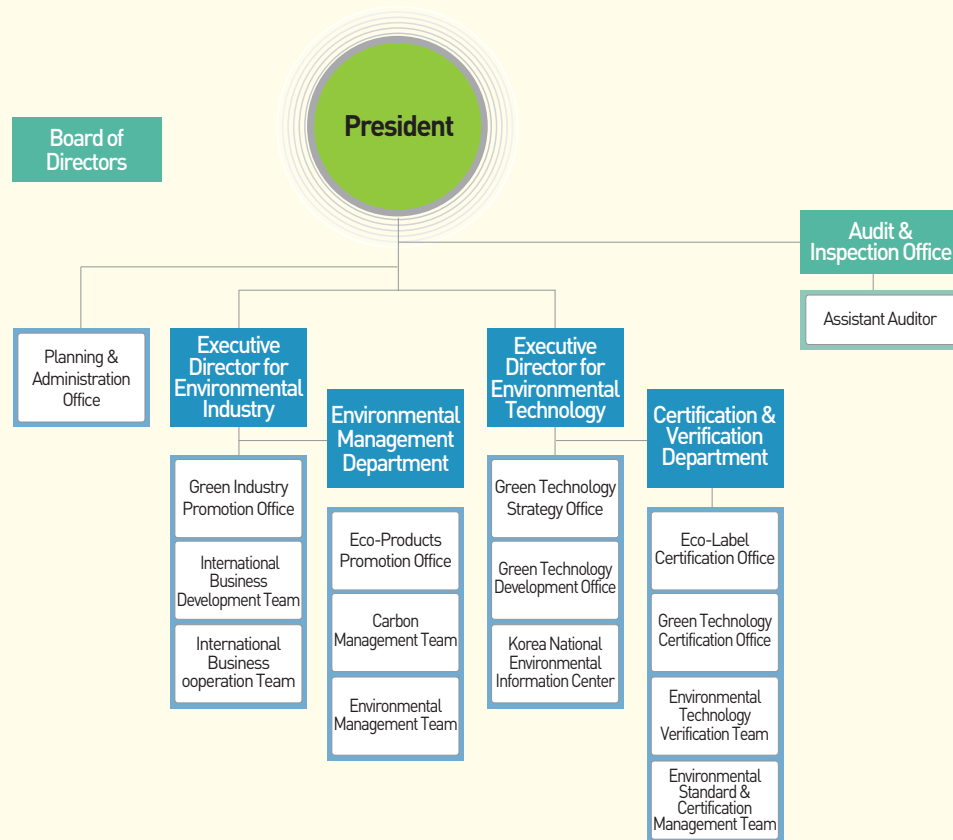 President
Board of
Directors
Audit &
Inspection Office
Assistant Auditor
Planning &
Administration
Office
Executive
Director for
Environmental
Industry
Environmental
Management
Department
Green Industry
Promotion Office
International
Business
Development Team
International
Business
ooperation Team
Eco-Products
Promotion Office
Carbon
Management Team
Environmental
Management Team
Executive
Director for
Environmental
Technology
Certification &
Verification
Department
Green Technology
Strategy Office
Green Technology
Development Office
Korea National
Environmental
Information Center
Eco-Label
Certification Office
Green Technology
Certification Office
Environmental
Technology
Verification Team
Environmental
Standard &
Certification
Management Team